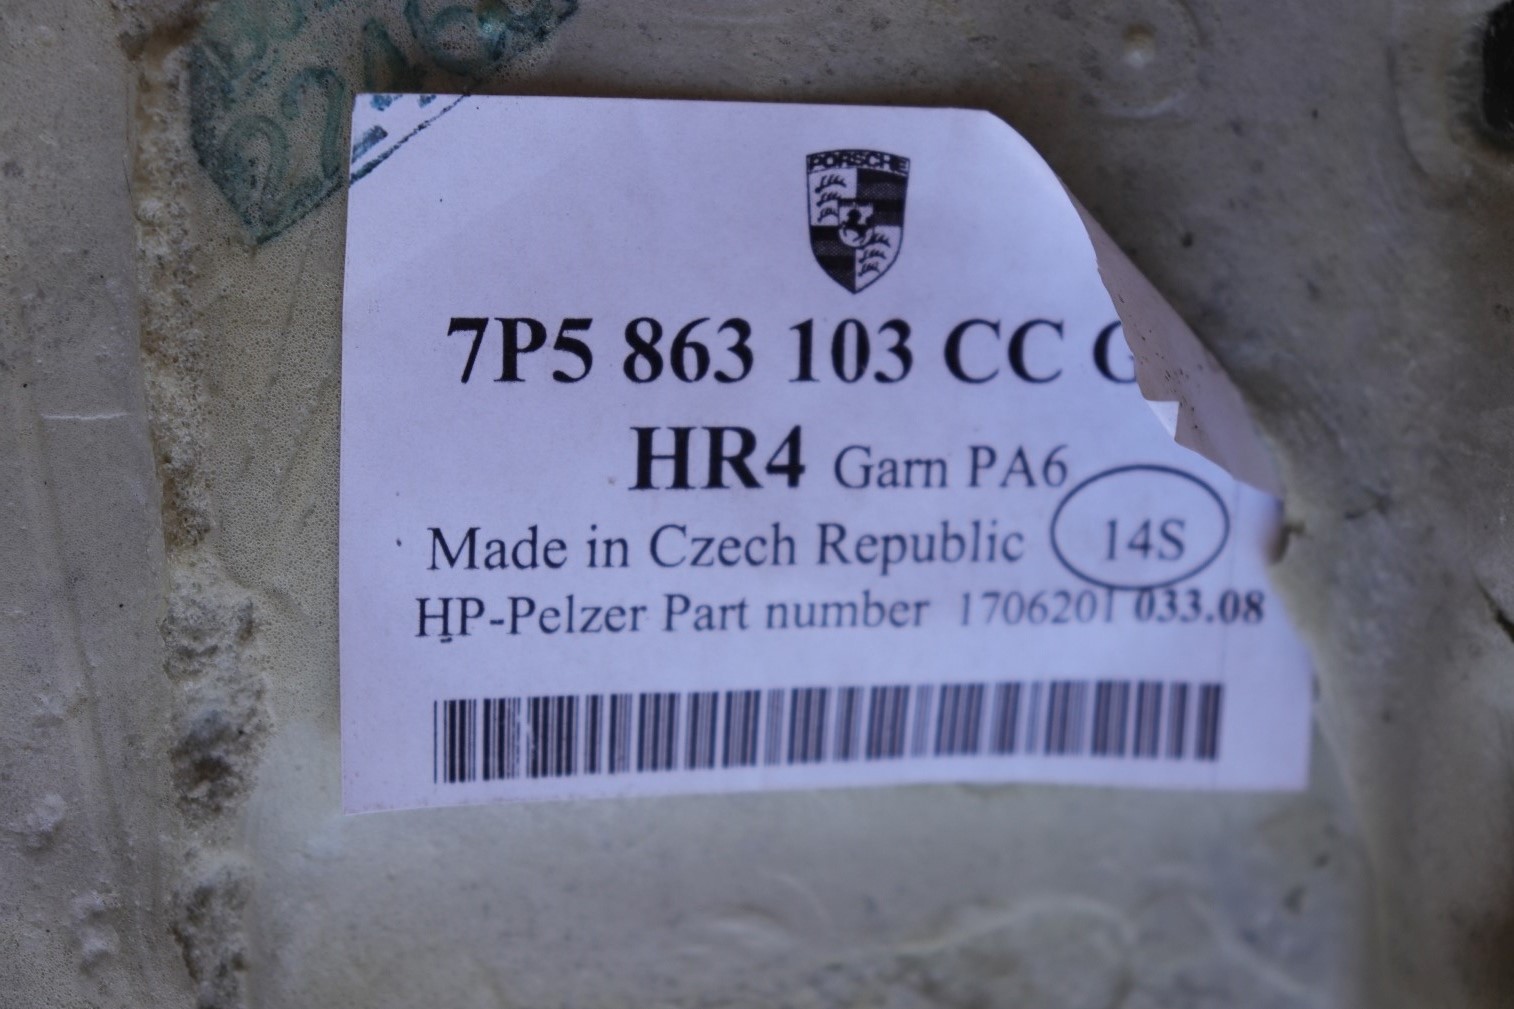 PORSCHE
7P5 863 103 CC G
HR4 Garn PA6
14S
Made in Czech Republic
HP-Pelzer Part number 1706201 033.08